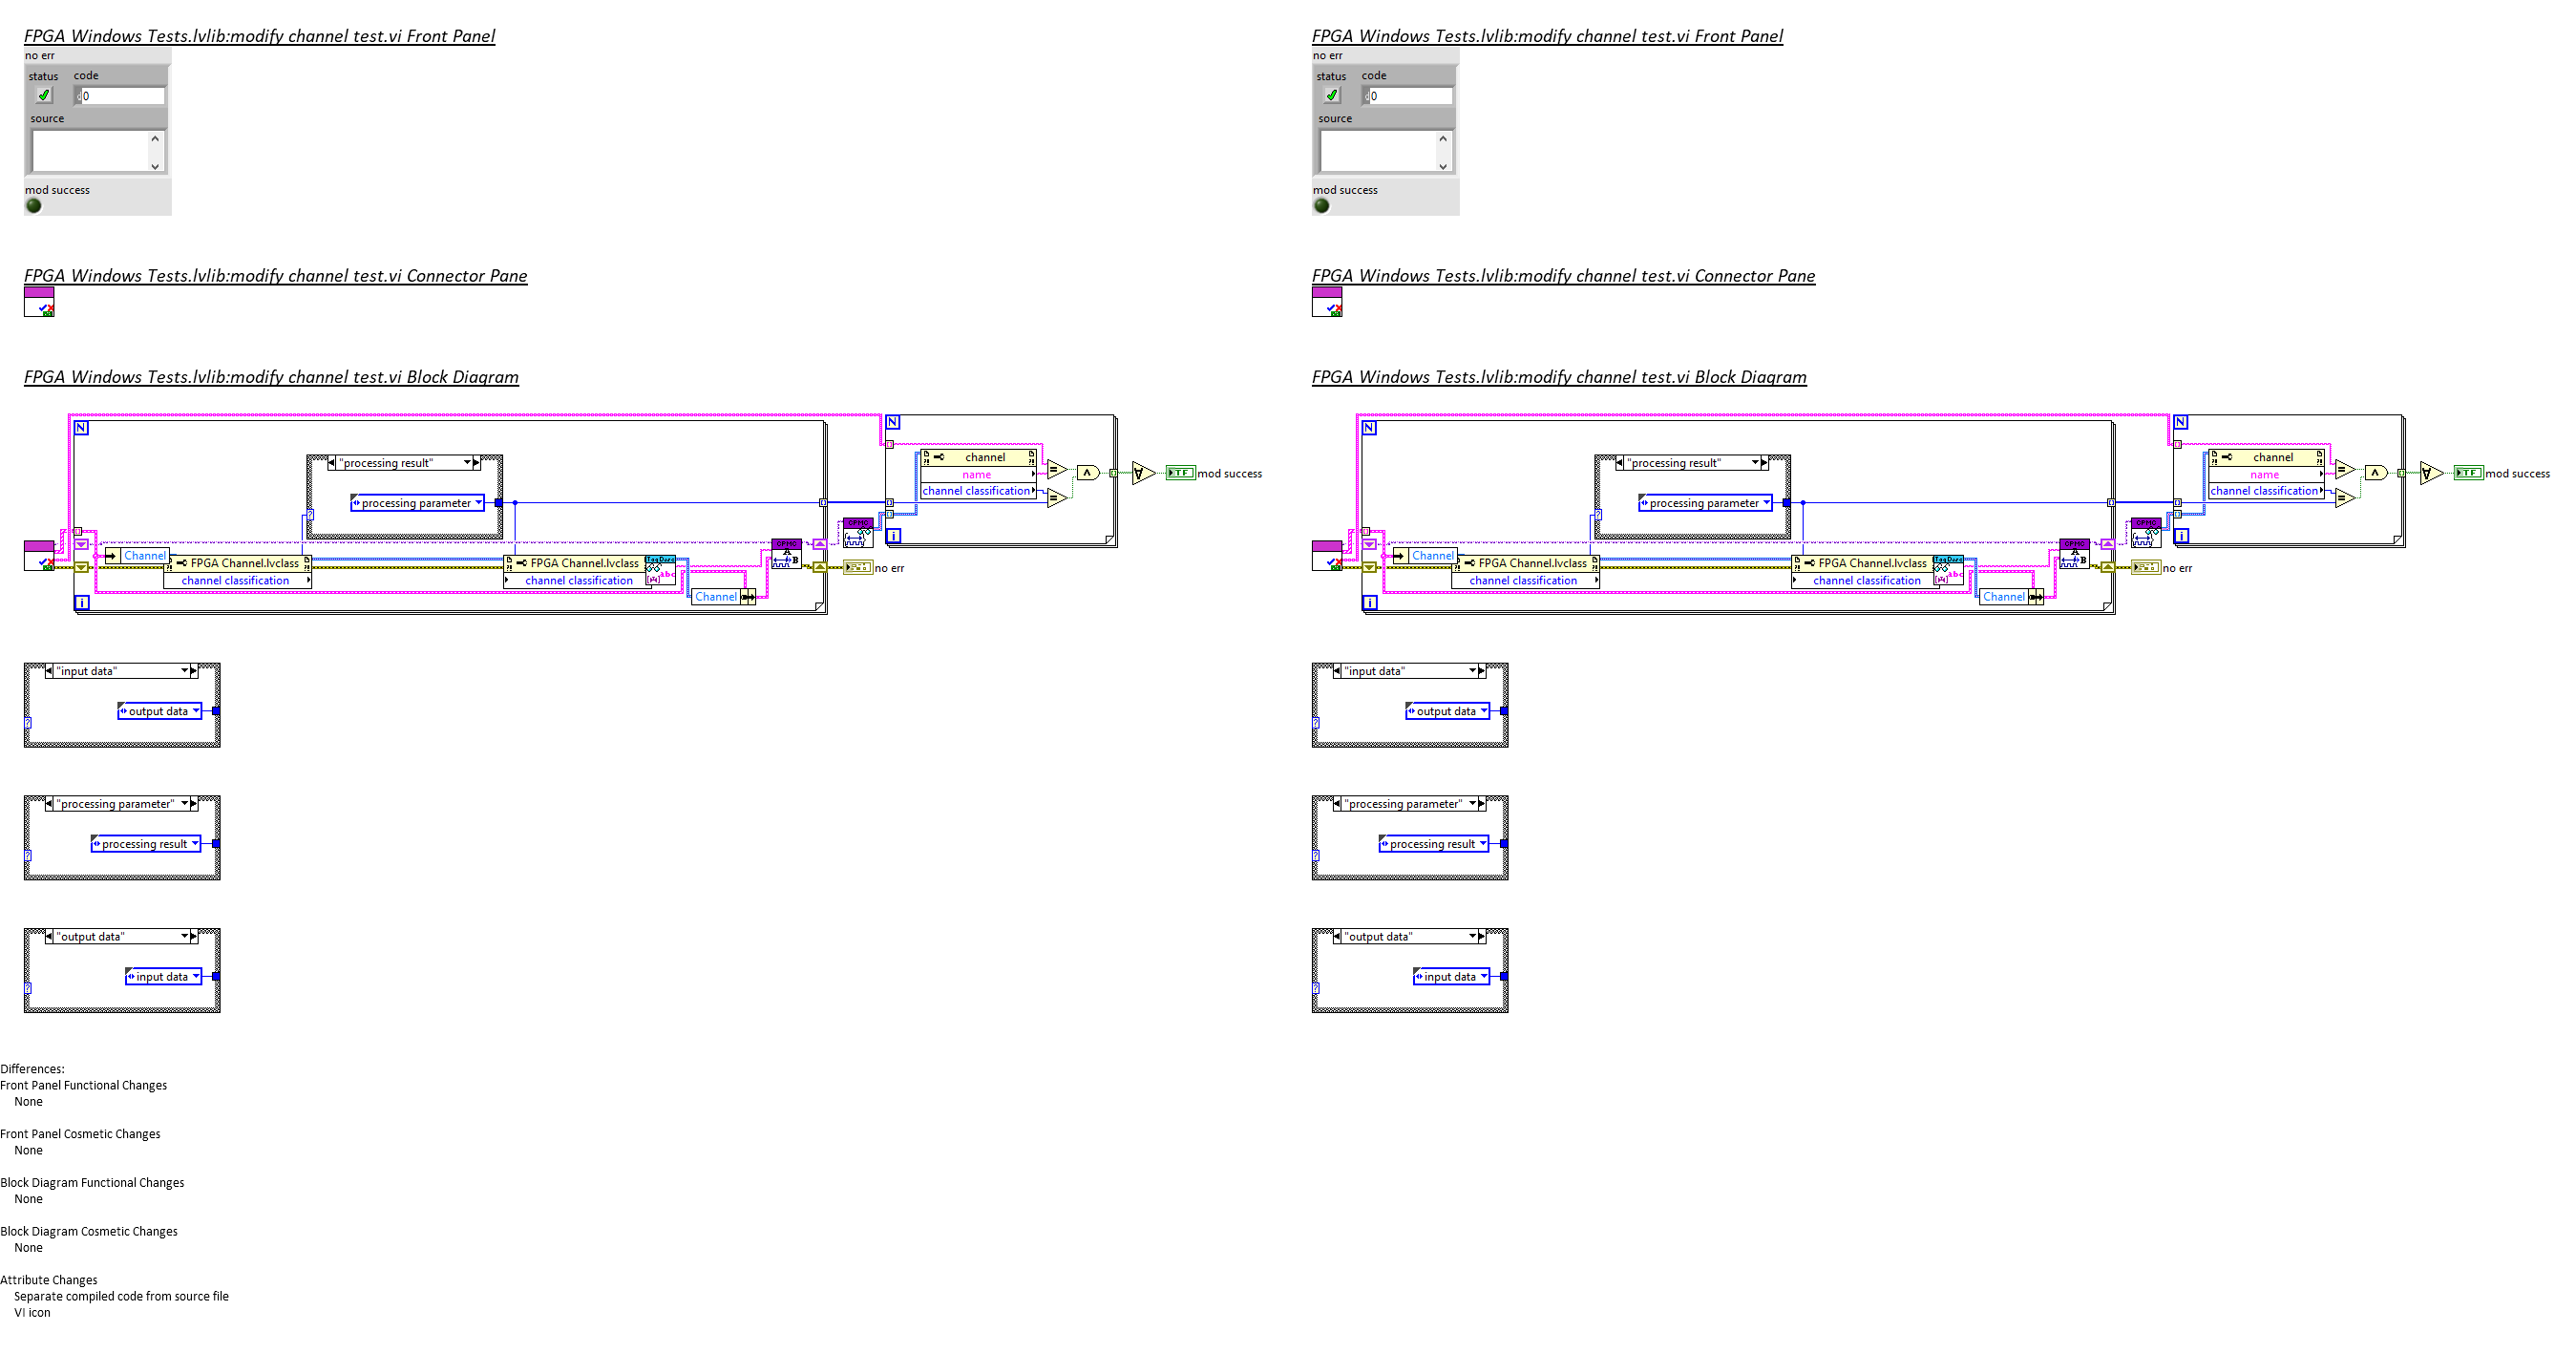 FPGA Windows Tests.lvlib:modify channel test.vi Front Panel
no err
status code
0
source
mod success
FPGA Windows Tests.lvlib:modify channel test.vi Connector Pane
FPGA Windows Tests.lvlib:modify channel test.vi Block Diagram
N
"processing result"
processing parameter
N
channel
name
channel classification
TF
mod success
Channel
FPGA Channel.lvclass
channel classification
FPGA Channel.lvclass
channel classification
abc
Channel
A
B
i
i
no err
"input data"
output data
"processing parameter"
processing result
"output data"
input data
Differences:
Front Panel Functional Changes
None
Front Panel Cosmetic Changes
None
Block Diagram Functional Changes
None
Block Diagram Cosmetic Changes
None
Attribute Changes
Separate compiled code from source file
VI icon
FPGA Windows Tests.lvlib:modify channel test.vi Front Panel
no err
status code
0
source
mod success
FPGA Windows Tests.lvlib:modify channel test.vi Connector Pane
FPGA Windows Tests.lvlib:modify channel test.vi Block Diagram
N
"processing result"
processing parameter
N
channel
name
channel classification
TF
mod success
Channel
FPGA Channel.lvclass
channel classification
FPGA Channel.lvclass
channel classification
abc
Channel
A
B
i
i
no err
"input data"
output data
"processing parameter"
processing result
"output data"
input data